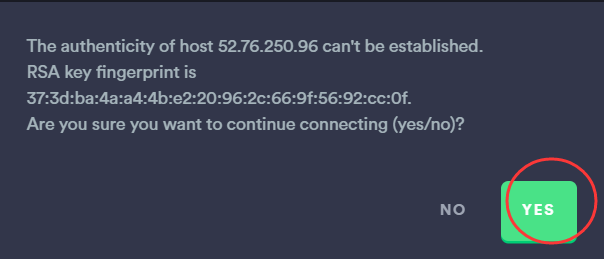 The authenticity of host 52.76.250.96 can't be established.
RSA key fingerprint is
37:3d:ba:4a:a4:4b:e2:20:96:2c:66:9f:56:92:cc:0f.
Are you sure you want to continue connecting (yes/no)?
NO YES